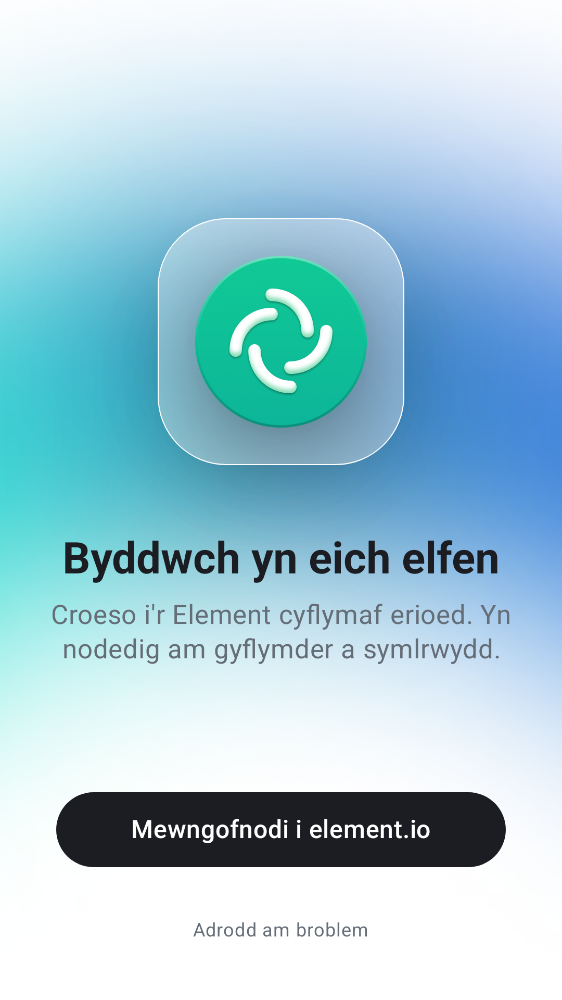 Byddwch yn eich elfen
Croeso i'r Element cyflymaf erioed. Yn
nodedig am gyflymder a symlrwydd.
Mewngofnodi i element.io
Adrodd am broblem